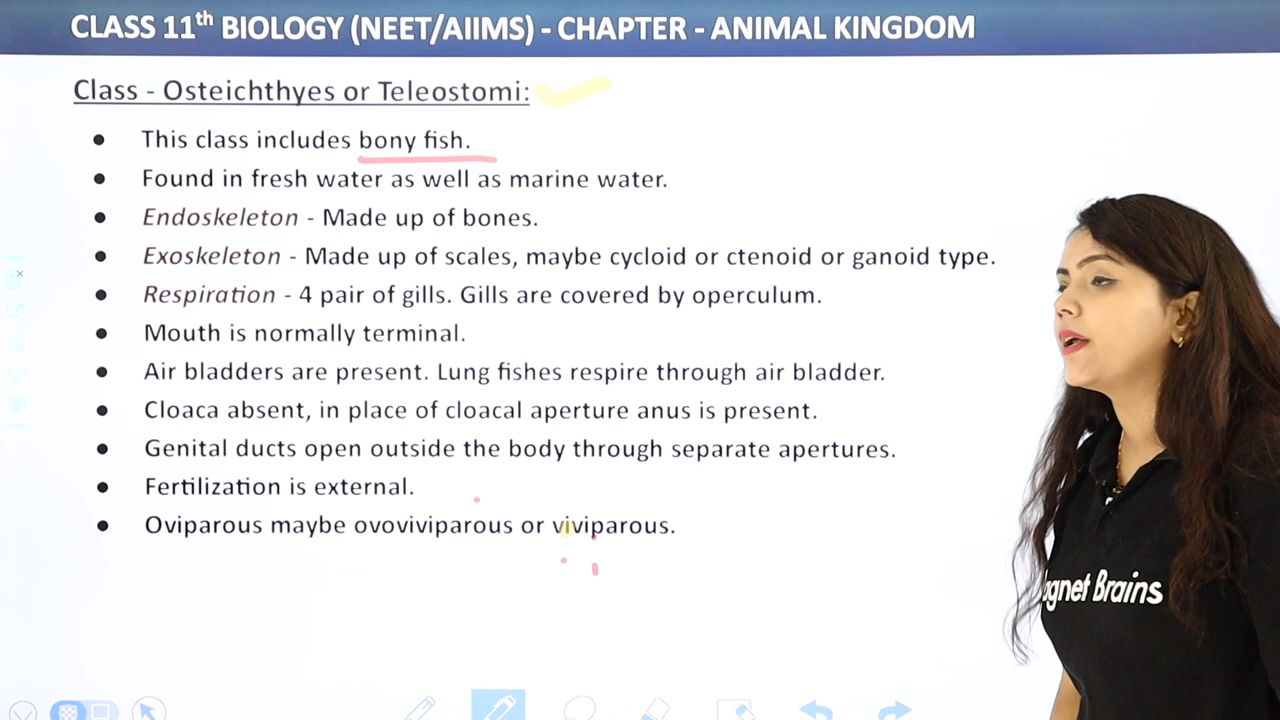 CLASS 11th BIOLOGY (NEET/AIIMS) - CHAPTER - ANIMAL KINGDOM
Class - Osteichthyes or Teleostomi:
● This class includes bony fish.
● Found in fresh water as well as marine water.
● Endoskeleton - Made up of bones.
● Exoskeleton - Made up of scales, maybe cycloid or ctenoid or ganoid type.
● Respiration - 4 pair of gills. Gills are covered by operculum.
● Mouth is normally terminal.
● Air bladders are present. Lung fishes respire through air bladder.
● Cloaca absent, in place of cloacal aperture anus is present.
● Genital ducts open outside the body through separate apertures.
● Fertilization is external.
● Oviparous maybe ovoviviparous or viviparous.
agnet Brains